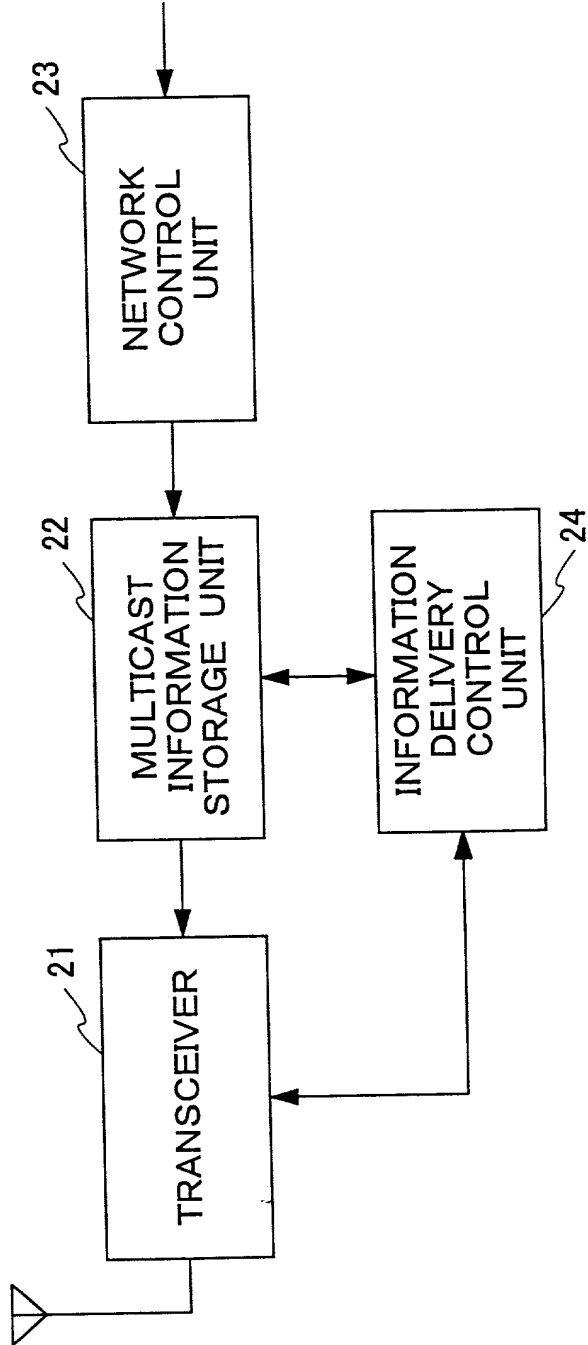 21
TRANSCEIVER
22
MULTICAST
INFORMATION
STORAGE UNIT
23
NETWORK
CONTROL
UNIT
INFORMATION
DELIVERY
CONTROL
UNIT
24